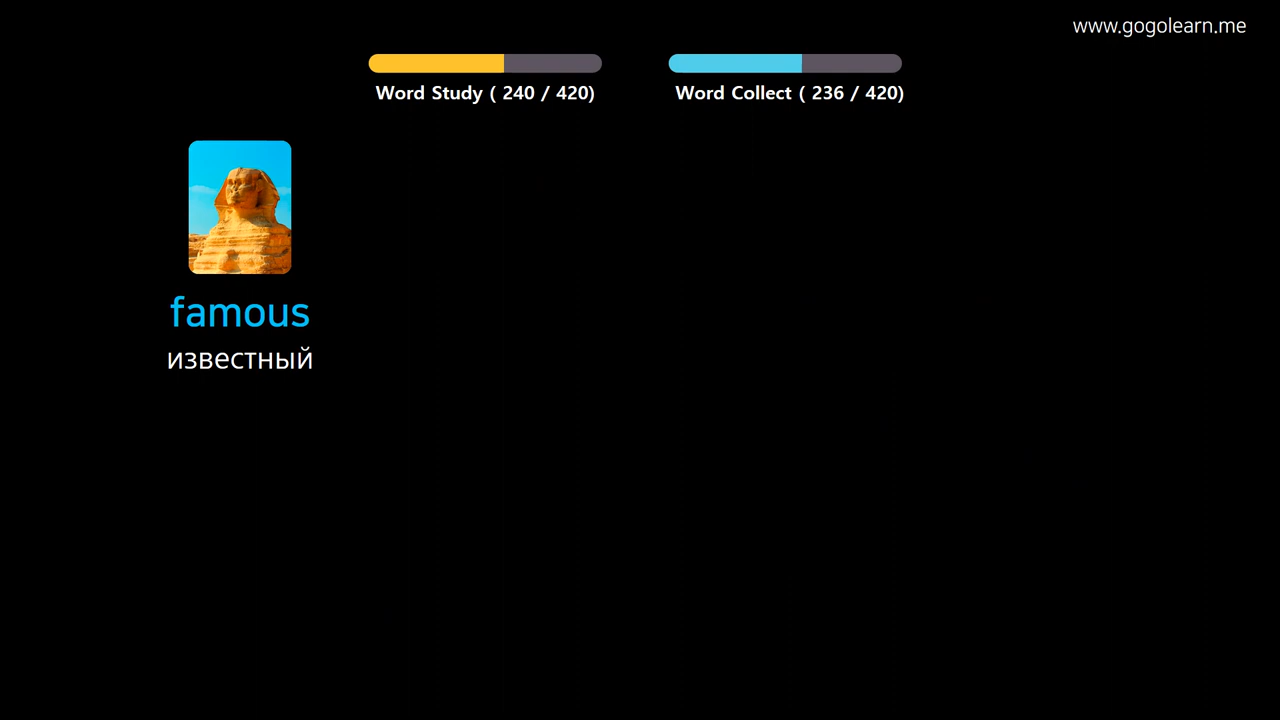 www.gogolearn.me
Word Study ( 240 / 420)
Word Collect ( 236 / 420)
famous
известный